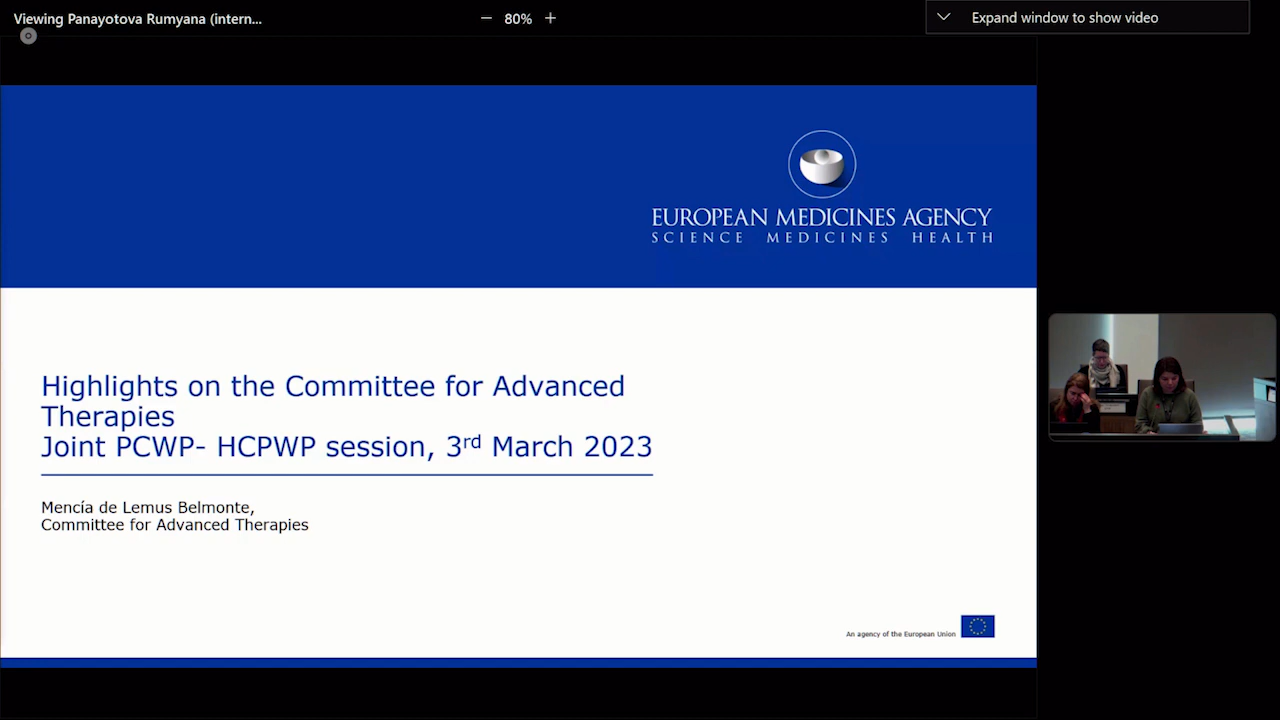 Viewing Panayotova Rumyana (intern...
80%
Expand window to show video
EUROPEAN MEDICINES AGENCY
SCIENCE MEDICINES HEALTH
Highlights on the Committee for Advanced
Therapies
Joint PCWP- HCPWP session, 3rd March 2023
Mencía de Lemus Belmonte,
Committee for Advanced Therapies
An agency of the European Union